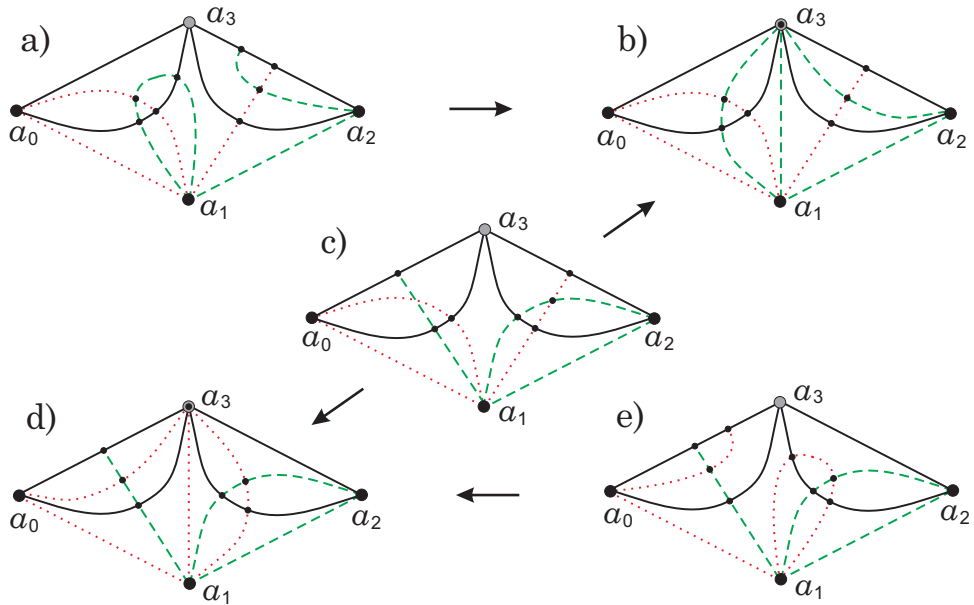 a) a₃ b) a₃
a₀ a₂ a₀ a₂
a₁ a₁
c) a₃
a₀ a₂
a₁
d) a₃ e) a₃
a₀ a₂ a₀ a₂
a₁ a₁